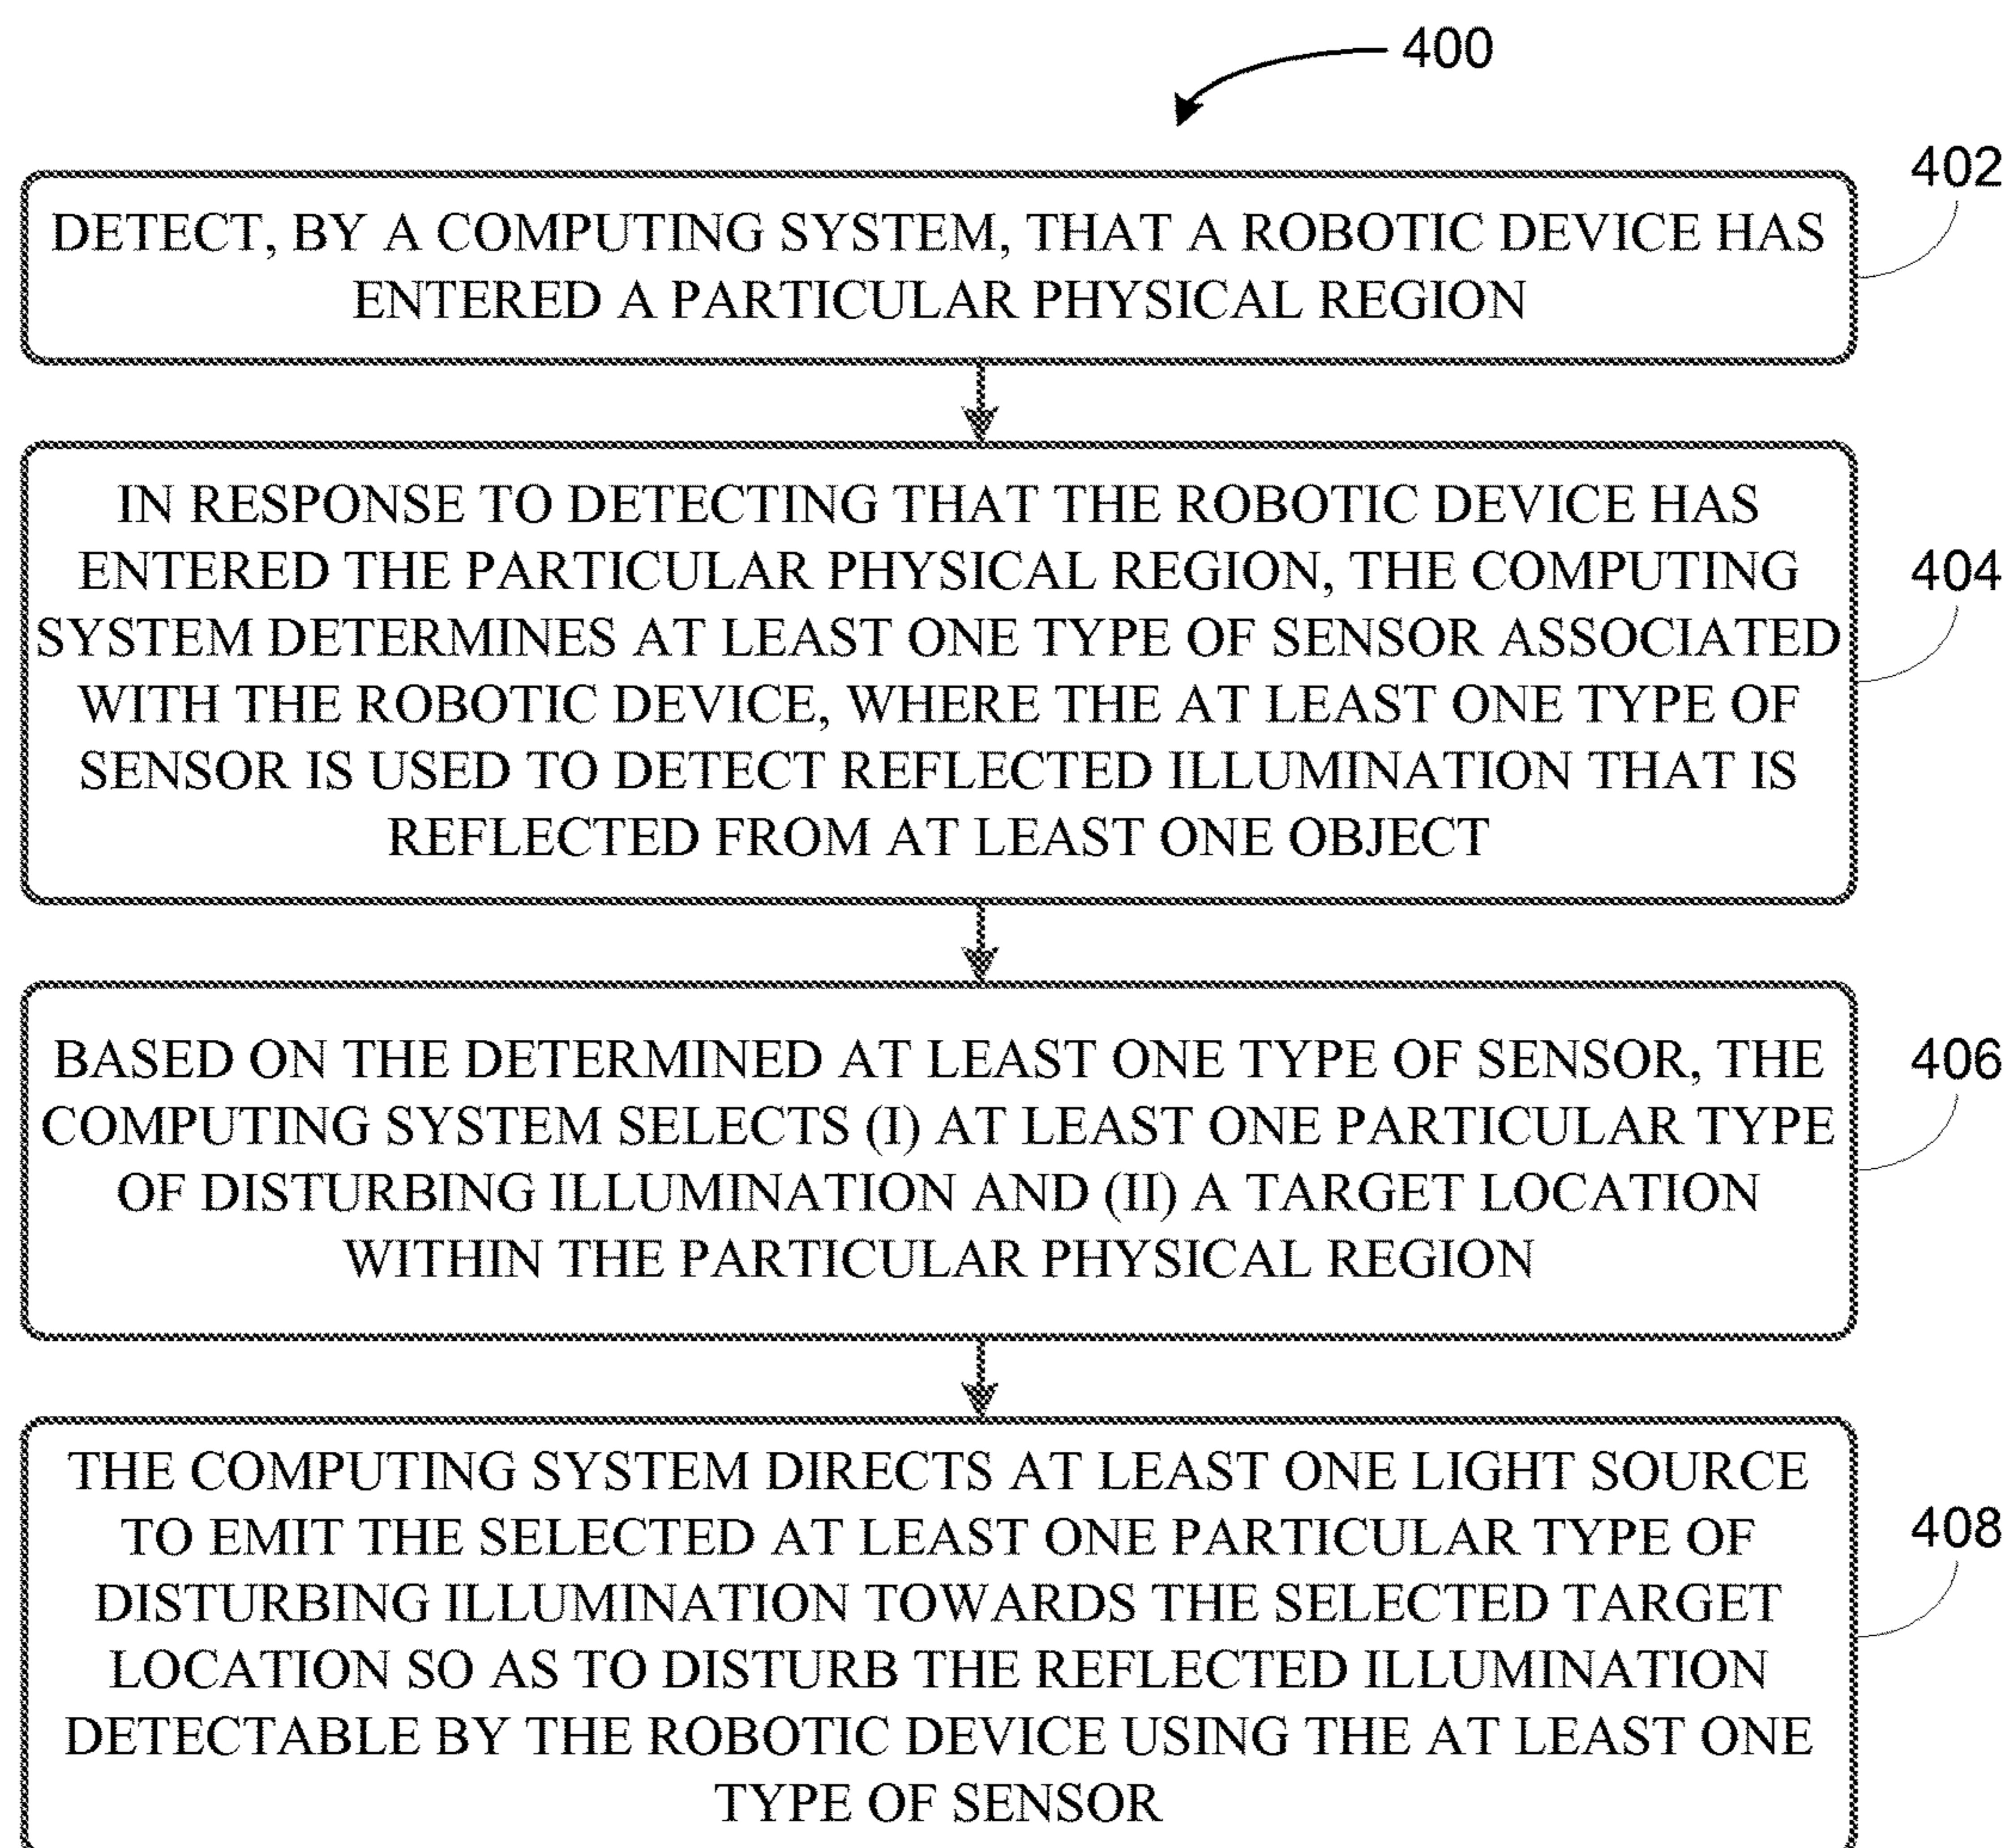 400
402
DETECT, BY A COMPUTING SYSTEM, THAT A ROBOTIC DEVICE HAS
ENTERED A PARTICULAR PHYSICAL REGION
404
IN RESPONSE TO DETECTING THAT THE ROBOTIC DEVICE HAS
ENTERED THE PARTICULAR PHYSICAL REGION, THE COMPUTING
SYSTEM DETERMINES AT LEAST ONE TYPE OF SENSOR ASSOCIATED
WITH THE ROBOTIC DEVICE, WHERE THE AT LEAST ONE TYPE OF
SENSOR IS USED TO DETECT REFLECTED ILLUMINATION THAT IS
REFLECTED FROM AT LEAST ONE OBJECT
406
BASED ON THE DETERMINED AT LEAST ONE TYPE OF SENSOR, THE
COMPUTING SYSTEM SELECTS (I) AT LEAST ONE PARTICULAR TYPE
OF DISTURBING ILLUMINATION AND (II) A TARGET LOCATION
WITHIN THE PARTICULAR PHYSICAL REGION
408
THE COMPUTING SYSTEM DIRECTS AT LEAST ONE LIGHT SOURCE
TO EMIT THE SELECTED AT LEAST ONE PARTICULAR TYPE OF
DISTURBING ILLUMINATION TOWARDS THE SELECTED TARGET
LOCATION SO AS TO DISTURB THE REFLECTED ILLUMINATION
DETECTABLE BY THE ROBOTIC DEVICE USING THE AT LEAST ONE
TYPE OF SENSOR